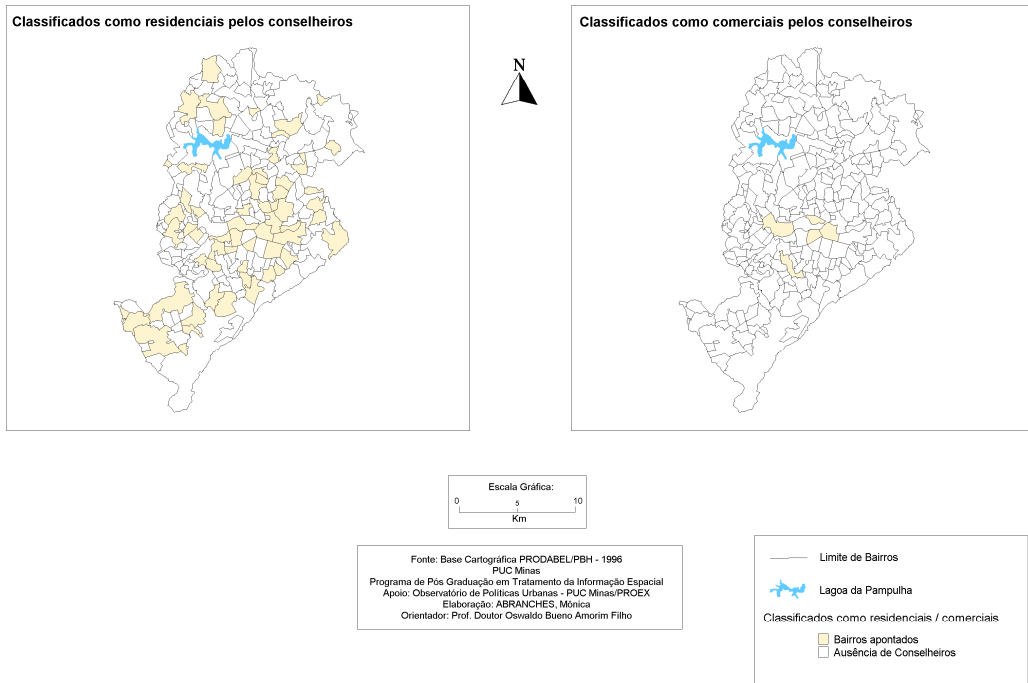 Classificados como residenciais pelos conselheiros
Classificados como comerciais pelos conselheiros
N
Escala Gráfica:
0 5 10
Km
Fonte: Base Cartográfica PRODABEL/PBH - 1996
PUC Minas
Programa de Pós Graduação em Tratamento da Informação Espacial
Apoio: Observatório de Políticas Urbanas - PUC Minas/PROEX
Elaboração: ABRANCHES, Mônica
Orientador: Prof. Doutor Oswaldo Bueno Amorim Filho
Limite de Bairros
Lagoa da Pampulha
Classificados como residenciais / comerciais
Bairros apontados
Ausência de Conselheiros